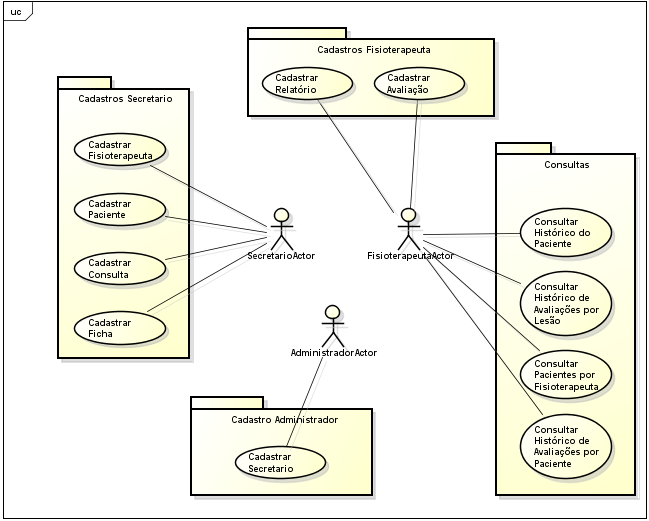 uc
Cadastros Fisioterapeuta
Cadastrar
Relatório
Cadastrar
Avaliação
Cadastros Secretario
Cadastrar
Fisioterapeuta
Cadastrar
Paciente
Cadastrar
Consulta
Cadastrar
Ficha
SecretarioActor
FisioterapeutaActor
AdministradorActor
Consultas
Consultar
Histórico do
Paciente
Consultar
Histórico de
Avaliações por
Lesão
Consultar
Pacientes por
Fisioterapeuta
Consultar
Histórico de
Avaliações por
Paciente
Cadastro Administrador
Cadastrar
Secretario